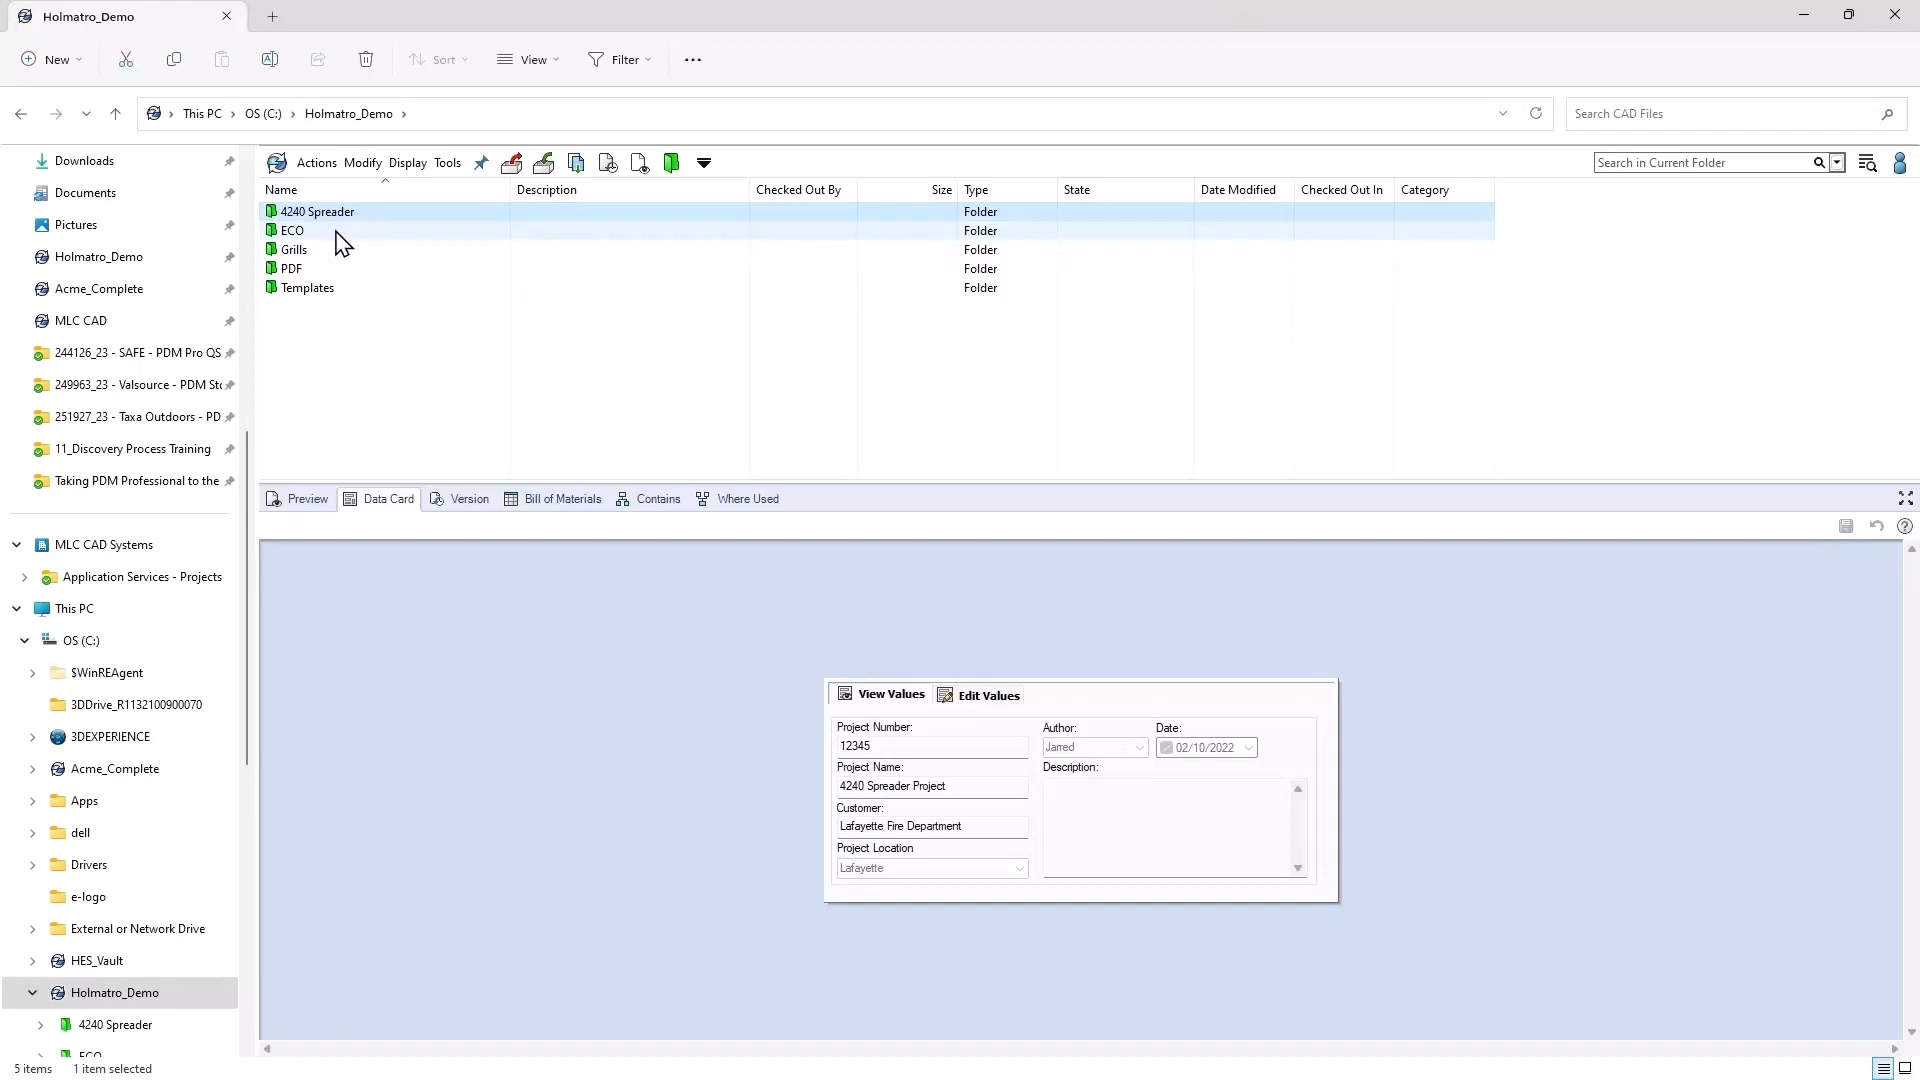 Holmatro_Demo
New
Sort
View
Filter
This PC
OS (C:)
Holmatro_Demo
Search CAD Files
Downloads
Documents
Pictures
Holmatro_Demo
Acme_Complete
MLC CAD
244126_23 - SAFE - PDM Pro QS
249963_23 - Valsource - PDM Sta
251927_23 - Taxa Outdoors - PD
11_Discovery Process Training
Taking PDM Professional to the
MLC CAD Systems
Application Services - Projects
This PC
OS (C:)
$WinREAgent
3DDrive_R1132100900070
3DEXPERIENCE
Acme_Complete
Apps
dell
Drivers
e-logo
External or Network Drive
HES_Vault
Holmatro_Demo
4240 Spreader
ECO
5 items 1 item selected
Actions Modify Display Tools
Search in Current Folder
Name Description Checked Out By Size Type State Date Modified Checked Out In Category
4240 Spreader Folder
ECO Folder
Grills Folder
PDF Folder
Templates Folder
Preview Data Card Version Bill of Materials Contains Where Used
View Values Edit Values
Project Number:
12345
Project Name:
4240 Spreader Project
Customer:
Lafayette Fire Department
Project Location
Lafayette
Author:
Jarred
Date:
02/10/2022
Description: